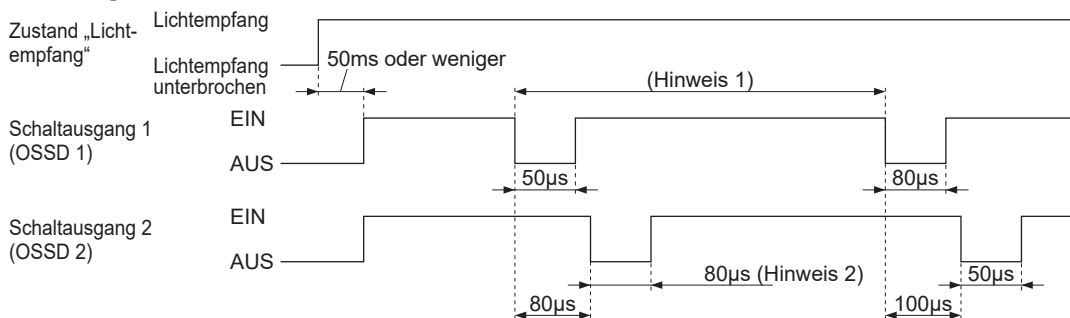 Zustand „Licht-
empfang“
Lichtempfang
Lichtempfang
unterbrochen
50ms oder weniger
(Hinweis 1)
Schaltausgang 1
(OSSD 1)
EIN
AUS
50µs
80µs
Schaltausgang 2
(OSSD 2)
EIN
AUS
80µs (Hinweis 2)
50µs
80µs
100µs